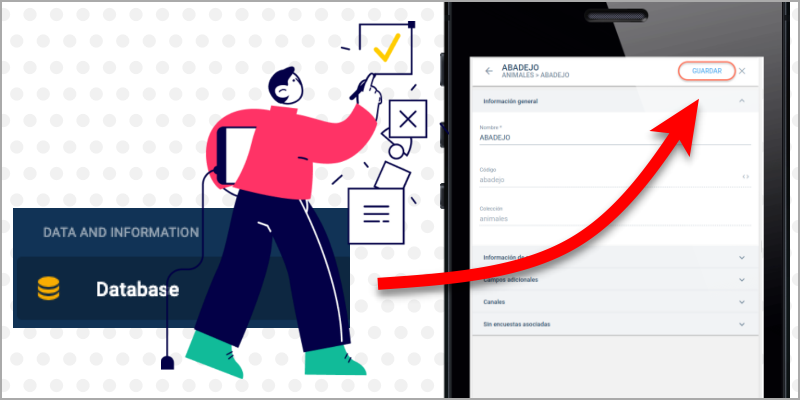 DATA AND INFORMATION
Database
ABADEJO
ANIMALES » ABADEJO
GUARDAR
Información general
Nombre *
ABADEJO
Código
abadejo
Colección
animales
Información de
Campos adicionales
Canales
Sin encuestas asociadas